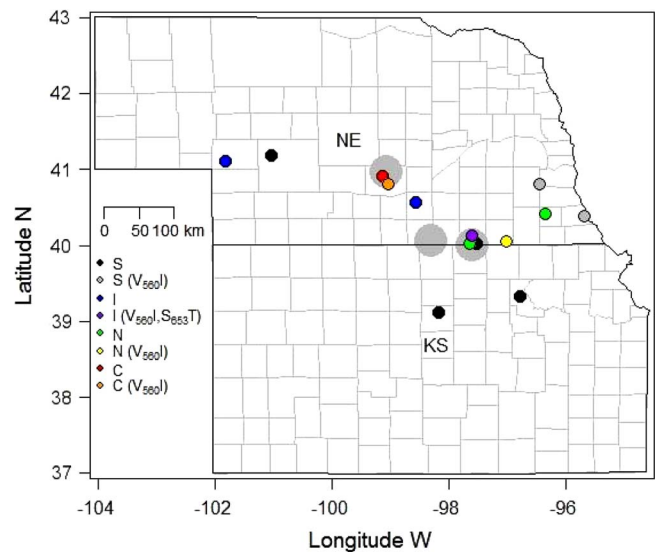 43
42
41
40
39
38
37
Latitude N
NE
KS
0 50 100 km
S
S (V560I)
I
I (V560I,S653T)
N
N (V560I)
C
C (V560I)
-104 -102 -100 -98 -96
Longitude W